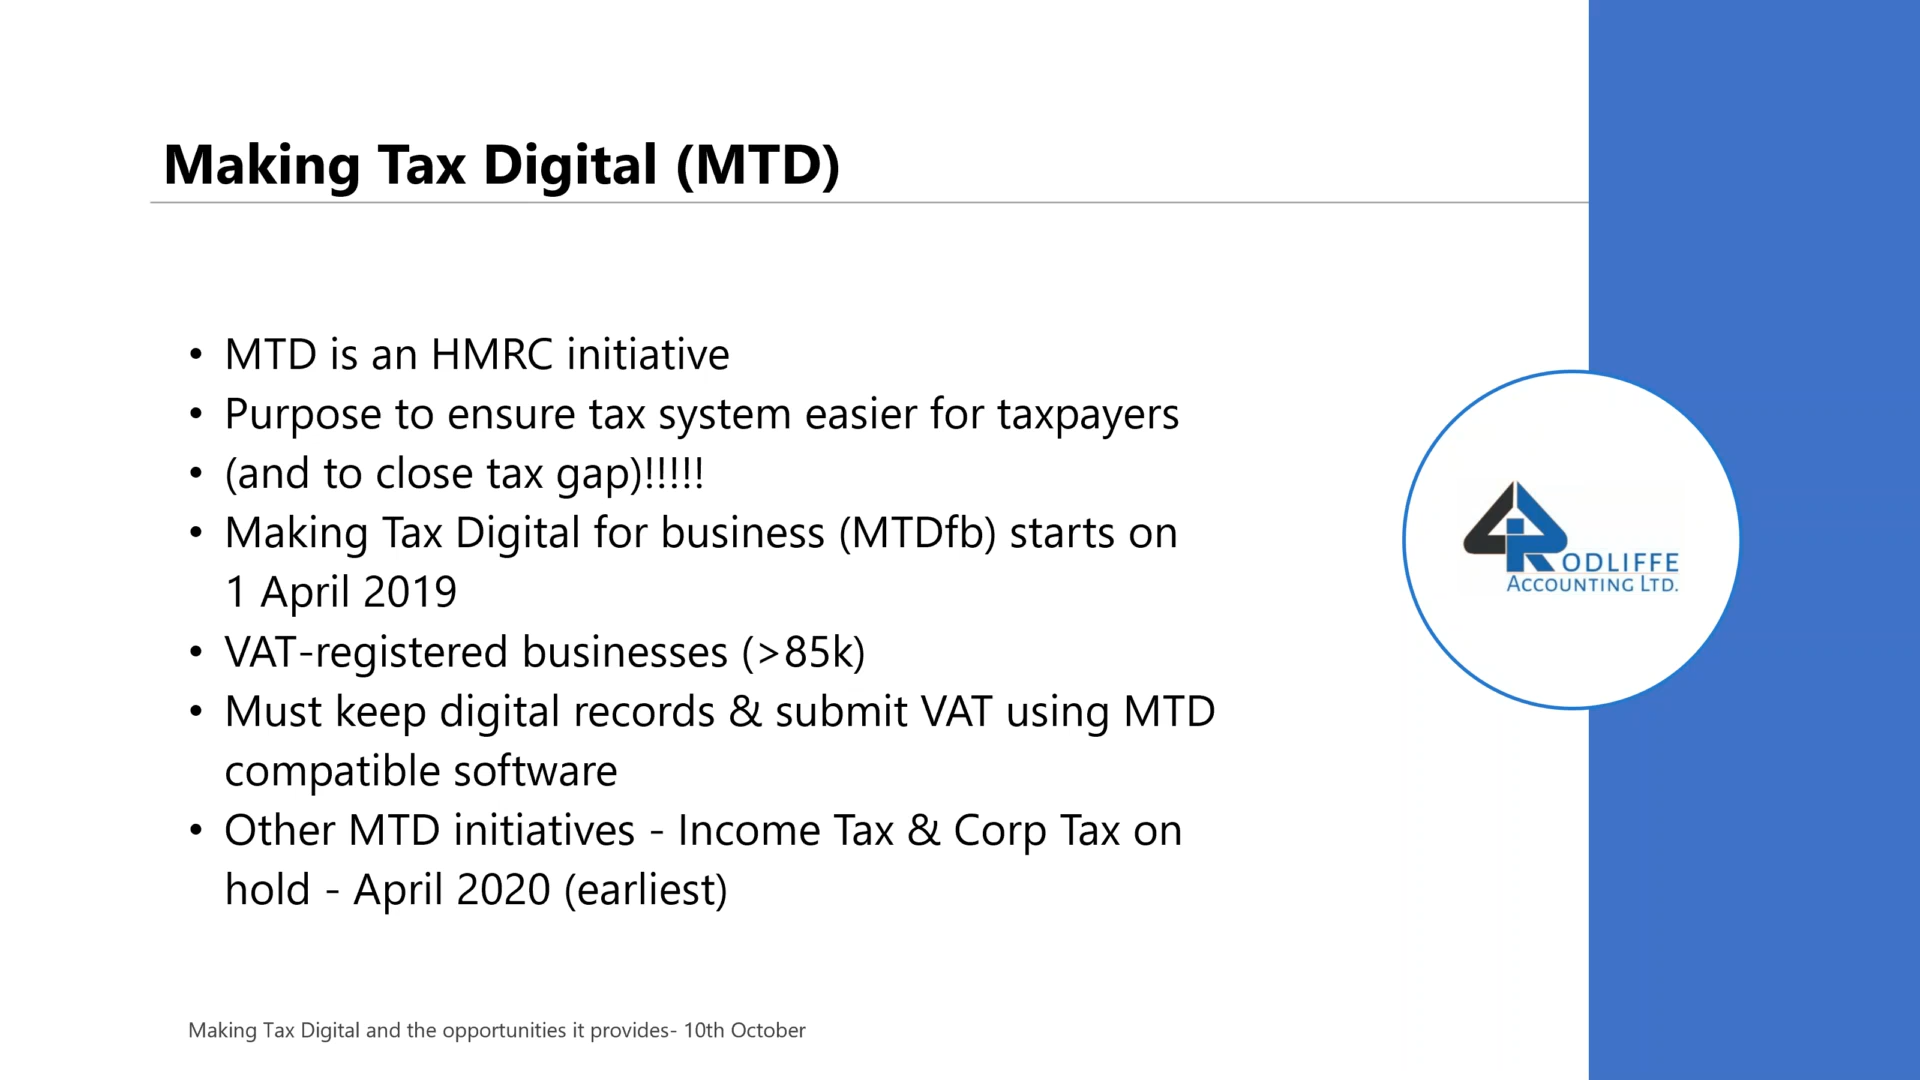 Making Tax Digital (MTD)
• MTD is an HMRC initiative
• Purpose to ensure tax system easier for taxpayers
• (and to close tax gap)!!!!!
• Making Tax Digital for business (MTDfb) starts on
1 April 2019
• VAT-registered businesses (>85k)
• Must keep digital records & submit VAT using MTD
compatible software
• Other MTD initiatives - Income Tax & Corp Tax on
hold - April 2020 (earliest)
RODLIFFE
ACCOUNTING LTD.
Making Tax Digital and the opportunities it provides- 10th October